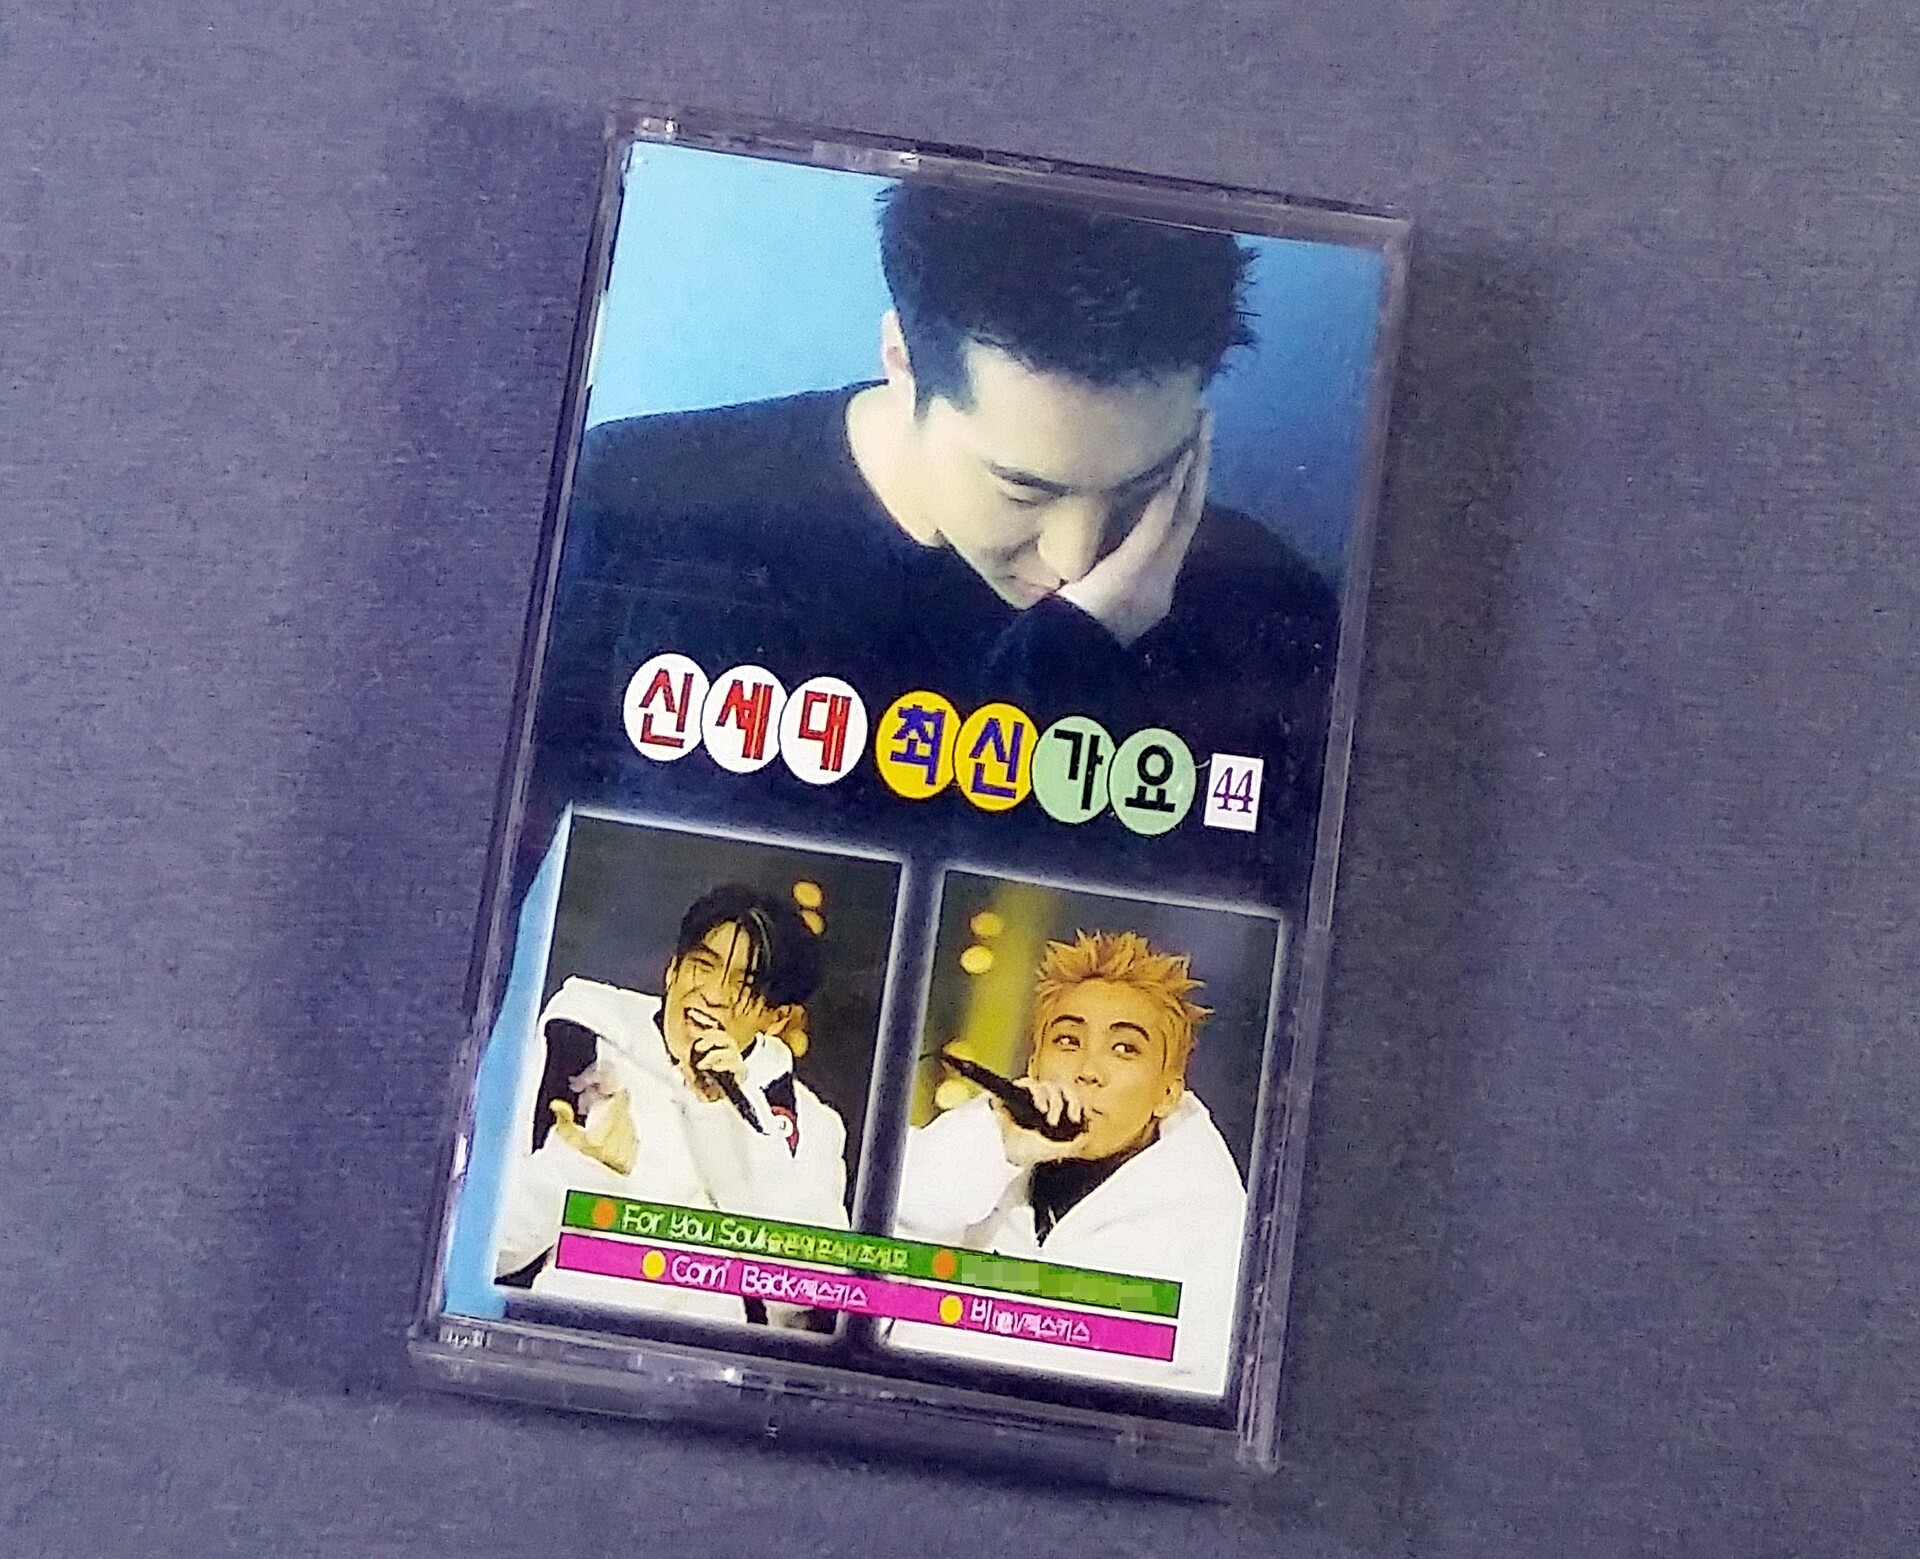 신세대 최신가요 44
For You Soul(슬픈영혼식)/조성모
Com' Back/젝스키스
비(悲)/젝스키스